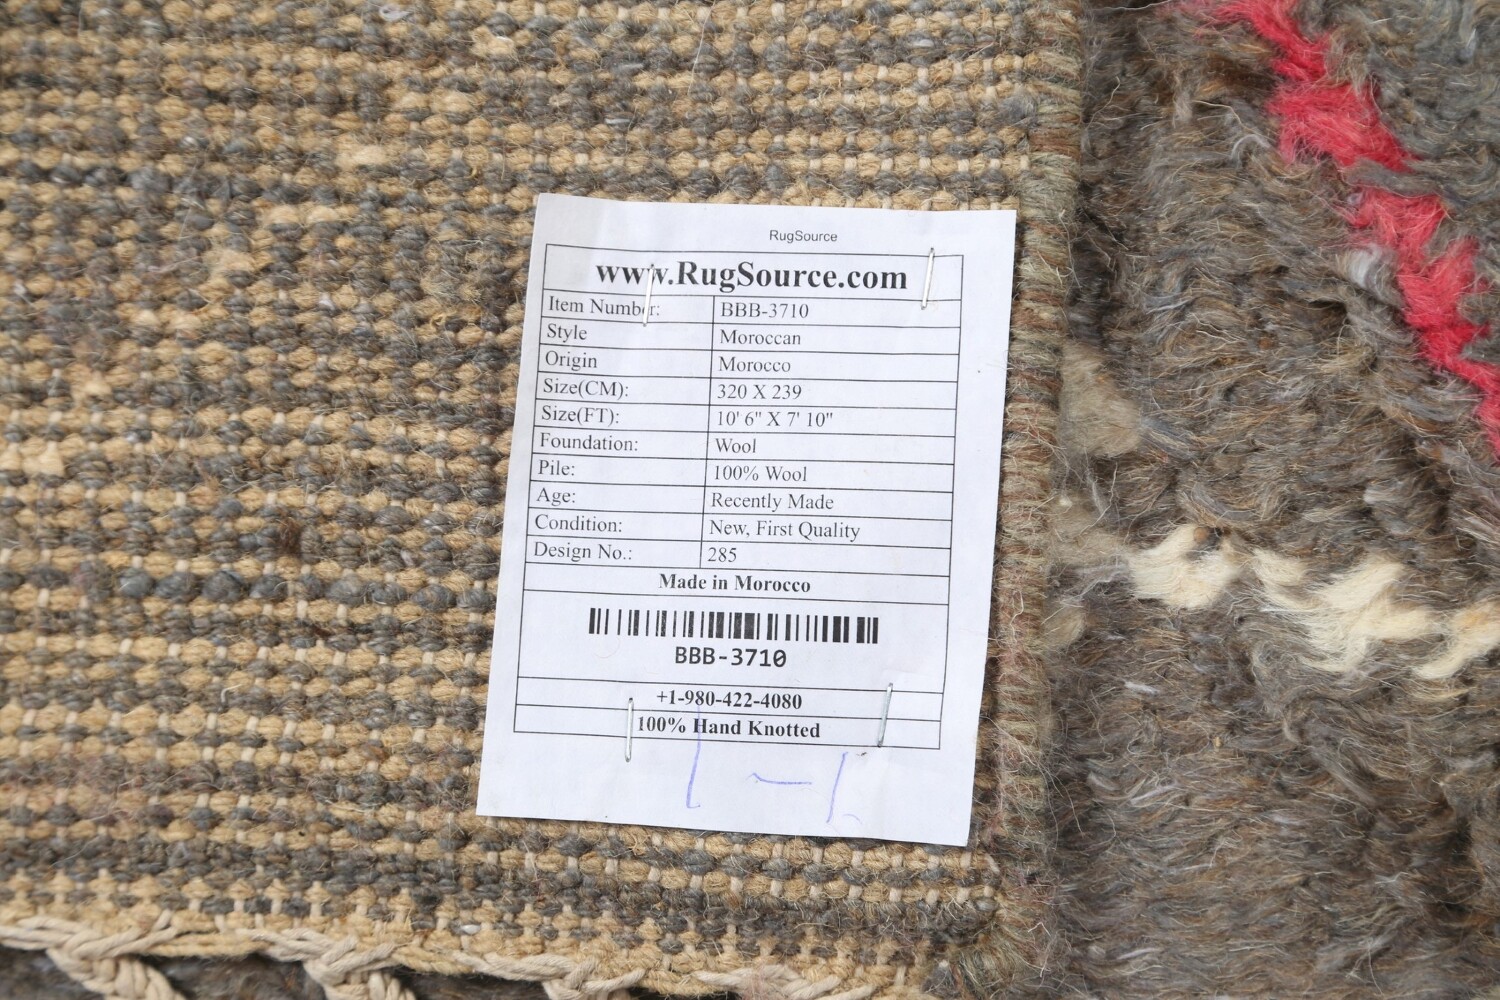 RugSource
www.RugSource.com
Item Number: BBB-3710
Style Moroccan
Origin Morocco
Size(CM): 320 X 239
Size(FT): 10' 6" X 7' 10"
Foundation: Wool
Pile: 100% Wool
Age: Recently Made
Condition: New, First Quality
Design No.: 285
Made in Morocco
BBB-3710
+1-980-422-4080
100% Hand Knotted